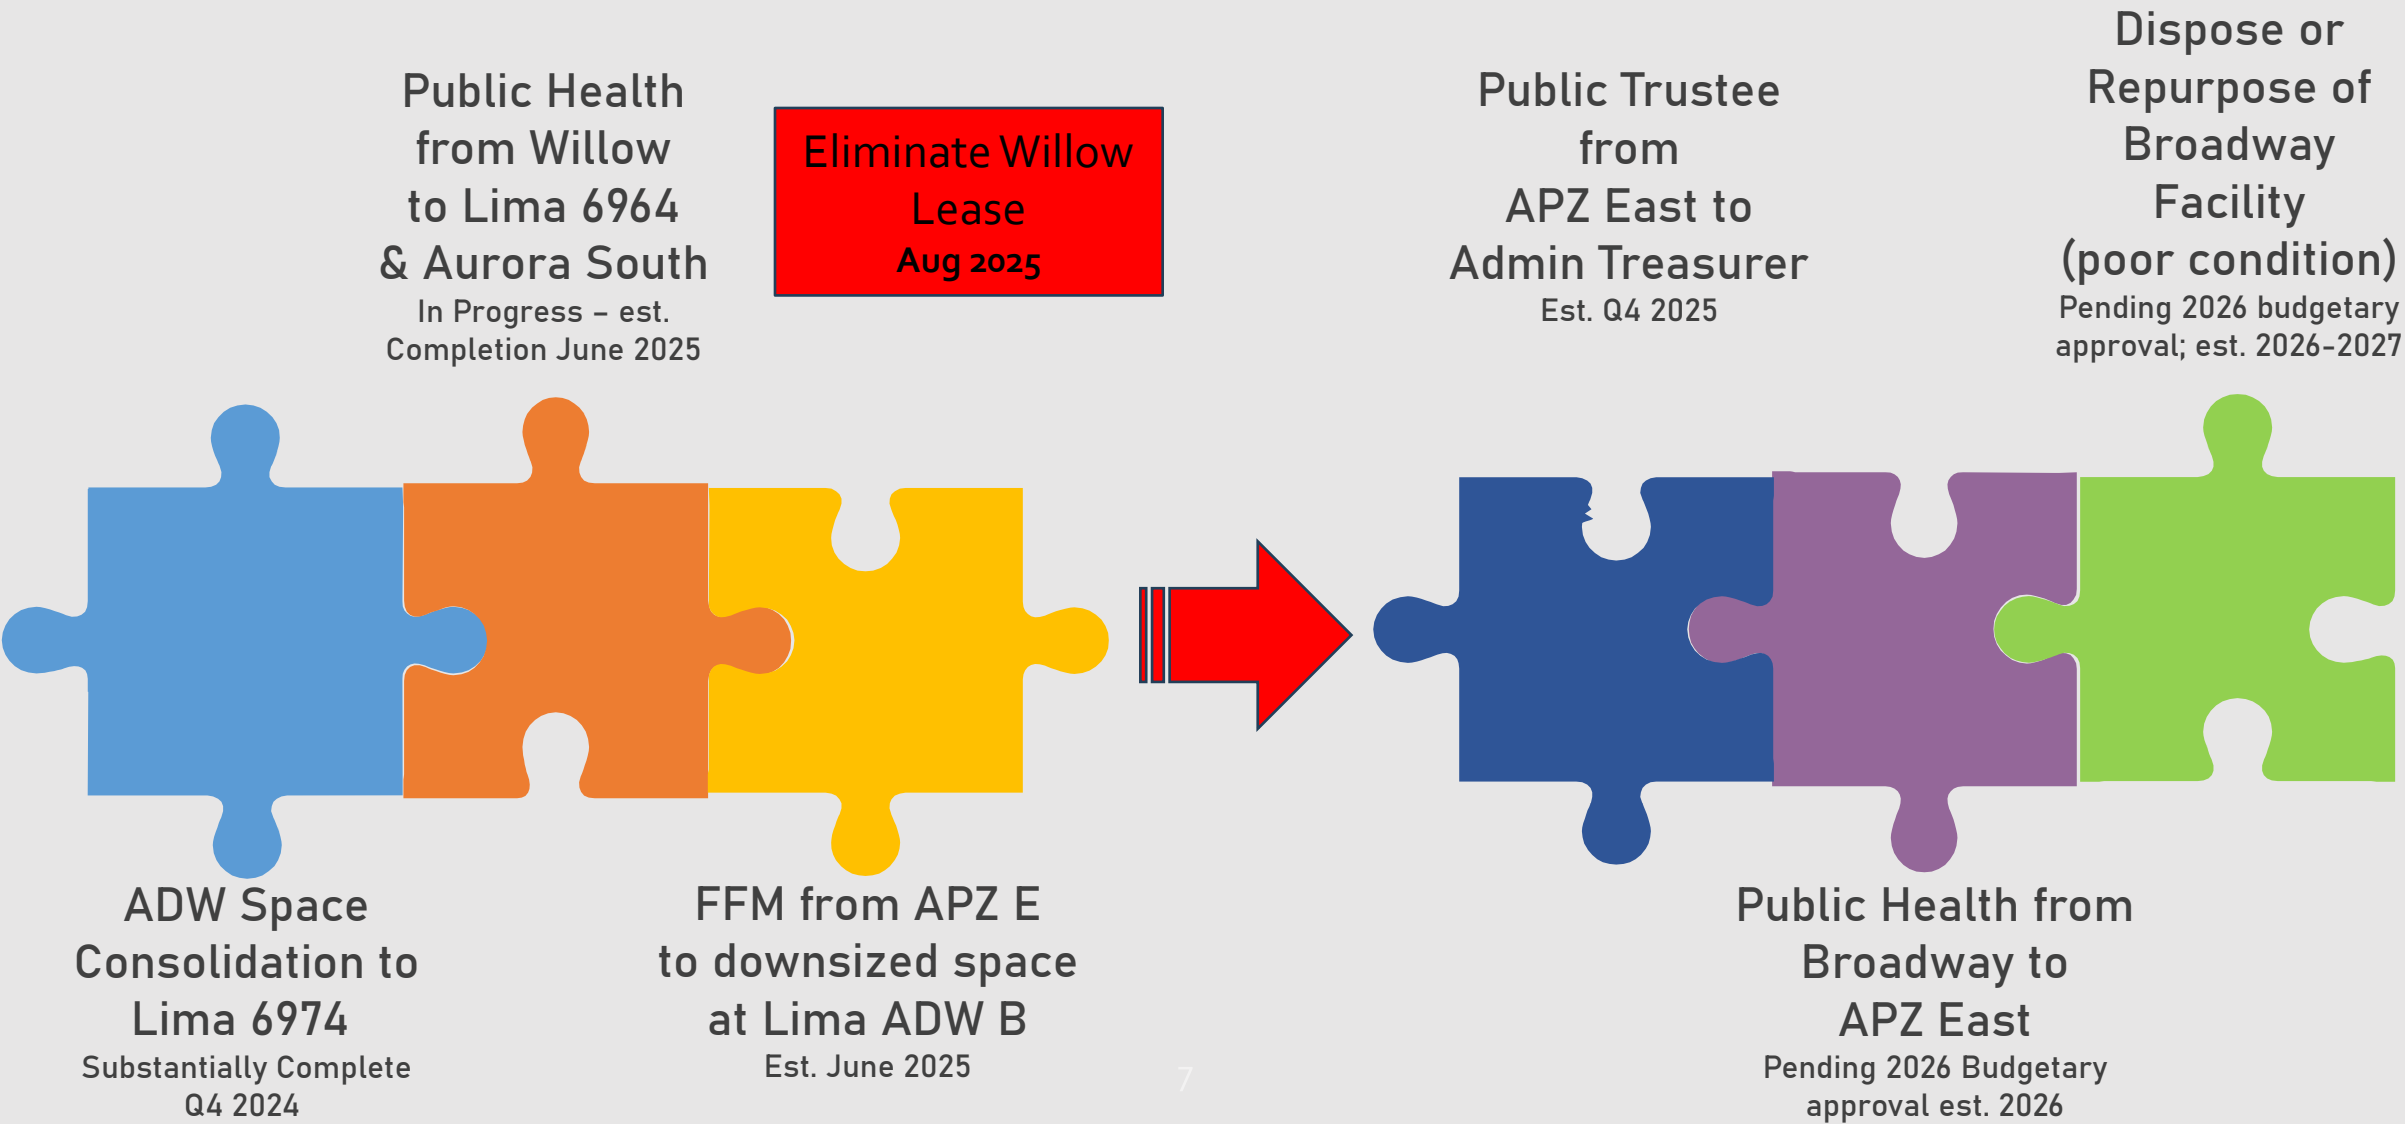 Public Health
from Willow
to Lima 6964
& Aurora South
In Progress – est.
Completion June 2025
Eliminate Willow
Lease
Aug 2025
Public Trustee
from
APZ East to
Admin Treasurer
Est. Q4 2025
Dispose or
Repurpose of
Broadway
Facility
(poor condition)
Pending 2026 budgetary
approval; est. 2026-2027
ADW Space
Consolidation to
Lima 6974
Substantially Complete
Q4 2024
FFM from APZ E
to downsized space
at Lima ADW B
Est. June 2025
Public Health from
Broadway to
APZ East
Pending 2026 Budgetary
approval est. 2026
7